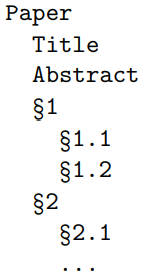 Paper
Title
Abstract
§1
§1.1
§1.2
§2
§2.1
...